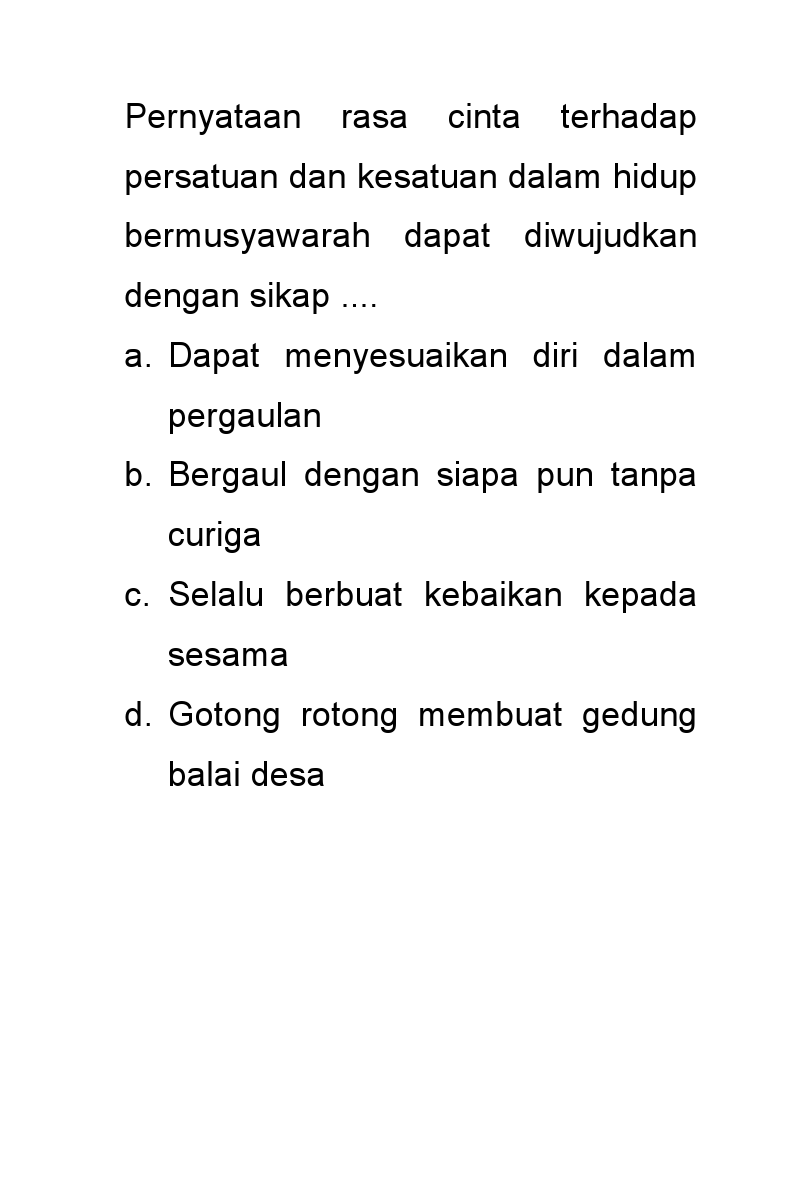 Pernyataan rasa cinta terhadap
persatuan dan kesatuan dalam hidup
bermusyawarah dapat diwujudkan
dengan sikap ....
a. Dapat menyesuaikan diri dalam
pergaulan
b. Bergaul dengan siapa pun tanpa
curiga
c. Selalu berbuat kebaikan kepada
sesama
d. Gotong rotong membuat gedung
balai desa